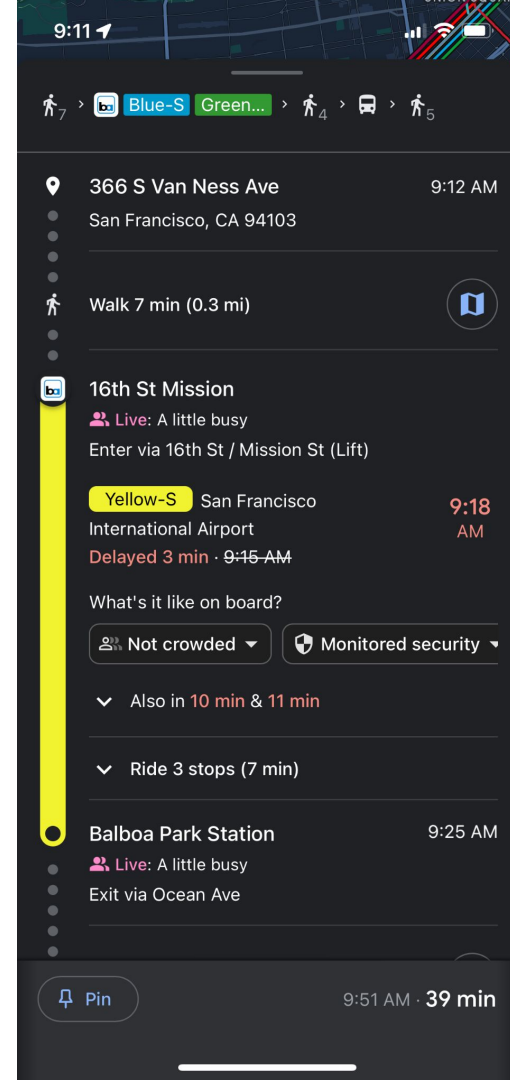 9:11
7 > ba Blue-S Green... > 4 > > 5
366 S Van Ness Ave 9:12 AM
San Francisco, CA 94103
Walk 7 min (0.3 mi)
ba 16th St Mission
Live: A little busy
Enter via 16th St / Mission St (Lift)
Yellow-S San Francisco 9:18
International Airport AM
Delayed 3 min · 9:15 AM
What's it like on board?
Not crowded Monitored security
Also in 10 min & 11 min
Ride 3 stops (7 min)
Balboa Park Station 9:25 AM
Live: A little busy
Exit via Ocean Ave
Pin 9:51 AM · 39 min